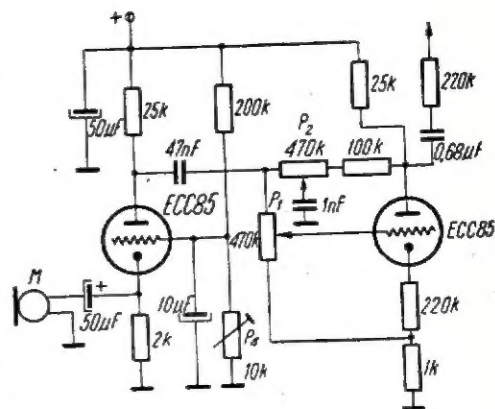 +
25k
200k
25k
220k
50µF
P2
47nF
470k
100k
0,68µF
ECC85
P1
1nF
470k
ECC85
M
+
50µF
2k
10µF
Ps
10k
220k
1k